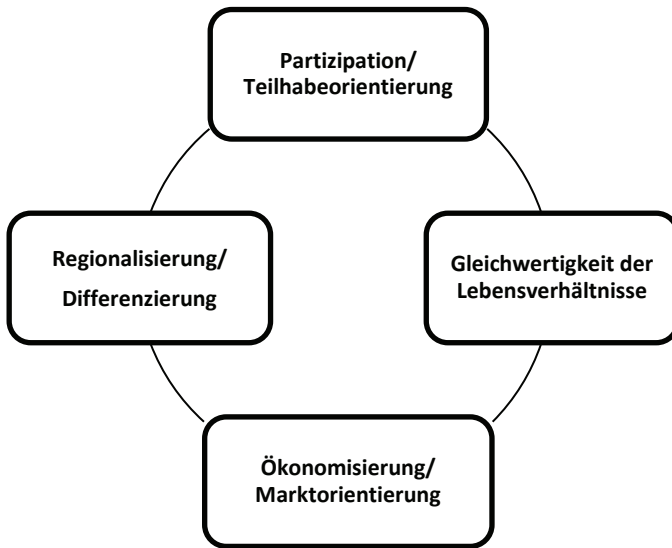 Partizipation/
Teilhabeorientierung
Regionalisierung/
Differenzierung
Gleichwertigkeit der
Lebensverhältnisse
Ökonomisierung/
Marktorientierung